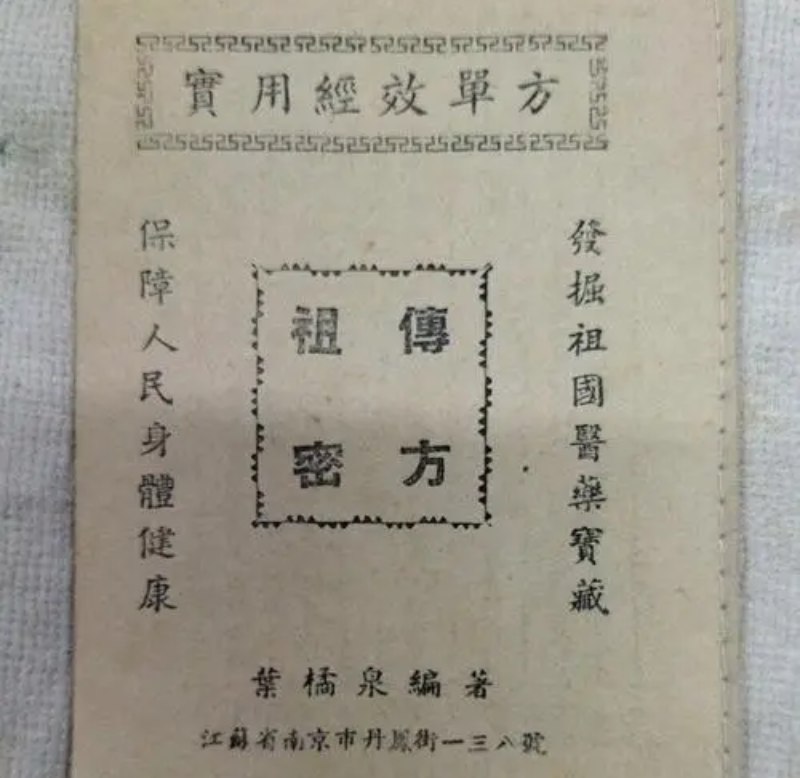 實用經效單方
發掘祖國醫藥寶藏
祖傳
密方
保障人民身體健康
葉橘泉編著
江蘇省南京市丹鳳街一三八號